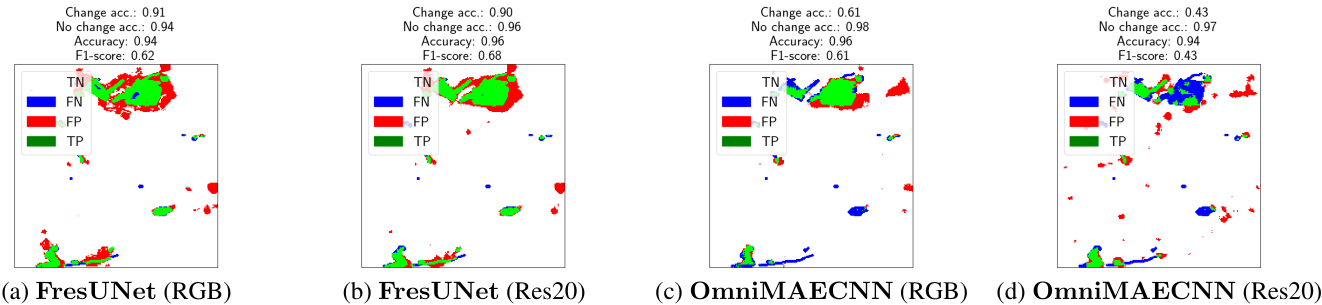 Change acc.: 0.91
No change acc.: 0.94
Accuracy: 0.94
F1-score: 0.62
TN
FN
FP
TP
(a) FresUNet (RGB)
Change acc.: 0.90
No change acc.: 0.96
Accuracy: 0.96
F1-score: 0.68
TN
FN
FP
TP
(b) FresUNet (Res20)
Change acc.: 0.61
No change acc.: 0.98
Accuracy: 0.96
F1-score: 0.61
TN
FN
FP
TP
(c) OmniMAECNN (RGB)
Change acc.: 0.43
No change acc.: 0.97
Accuracy: 0.94
F1-score: 0.43
TN
FN
FP
TP
(d) OmniMAECNN (Res20)